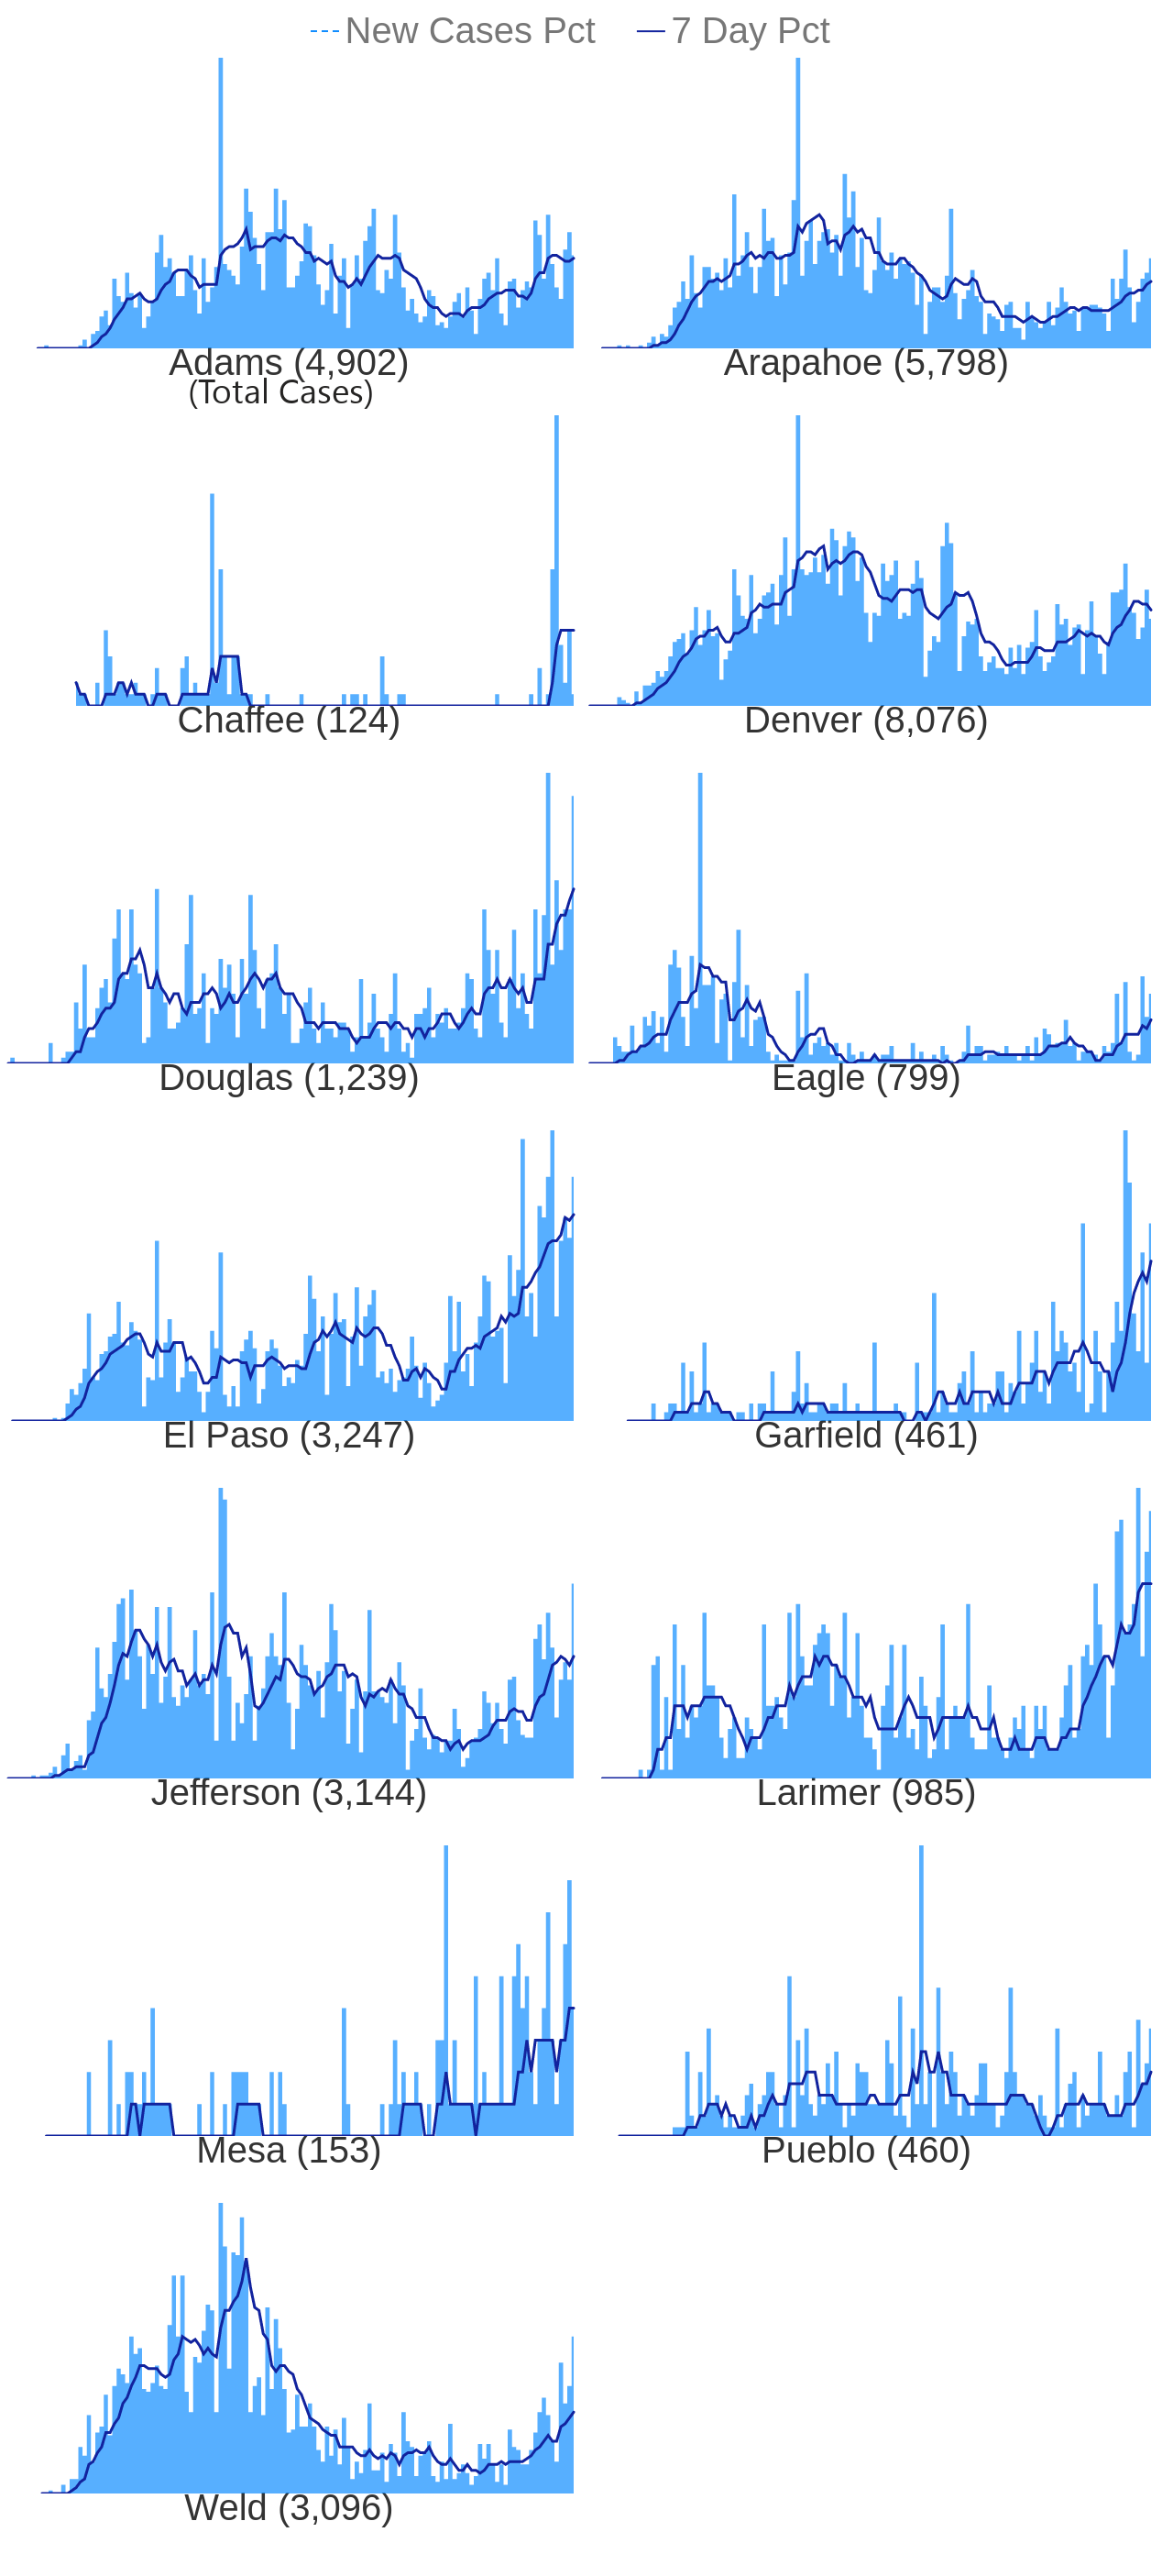 New Cases Pct 7 Day Pct
Adams (4,902) Arapahoe (5,798)
(Total Cases)
Chaffee (124) Denver (8,076)
Douglas (1,239) Eagle (799)
El Paso (3,247) Garfield (461)
Jefferson (3,144) Larimer (985)
Mesa (153) Pueblo (460)
Weld (3,096)